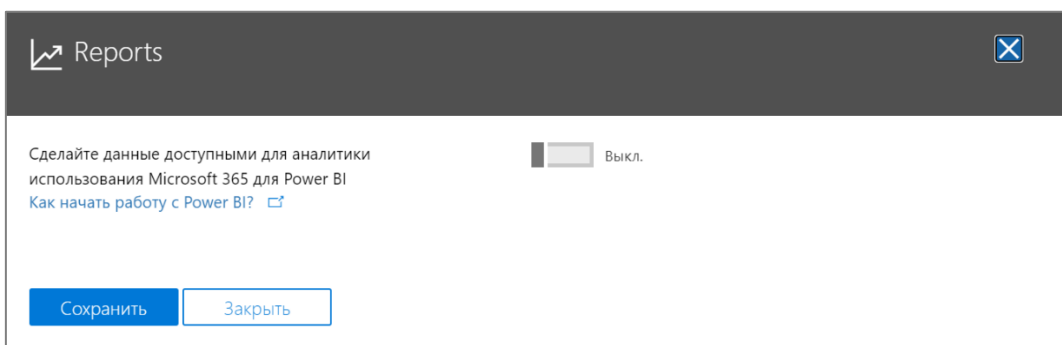 Reports
Сделайте данные доступными для аналитики
использования Microsoft 365 для Power BI
Выкл.
Как начать работу с Power BI?
Сохранить
Закрыть